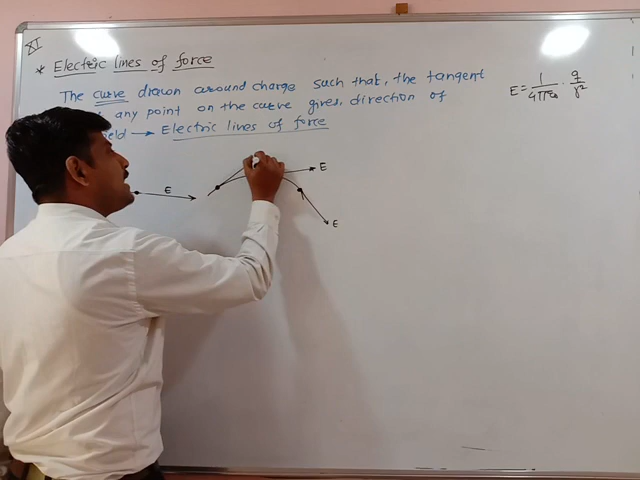 XI
* Electric lines of force
The curve drawn around charge such that, the tangent
any point on the curve gives, direction of
→ Electric lines of force
E = 1/4πε₀ · q/r²
E
E
E